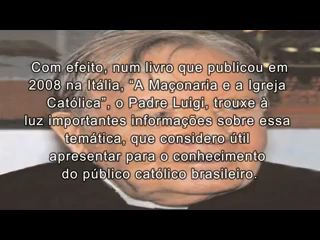 Com efeito, num livro que publicou em
2008 na Itália, “A Maçonaria e a Igreja
Católica”, o Padre Luigi, trouxe à
luz importantes informações sobre essa
temática, que considero útil
apresentar para o conhecimento
do público católico brasileiro.